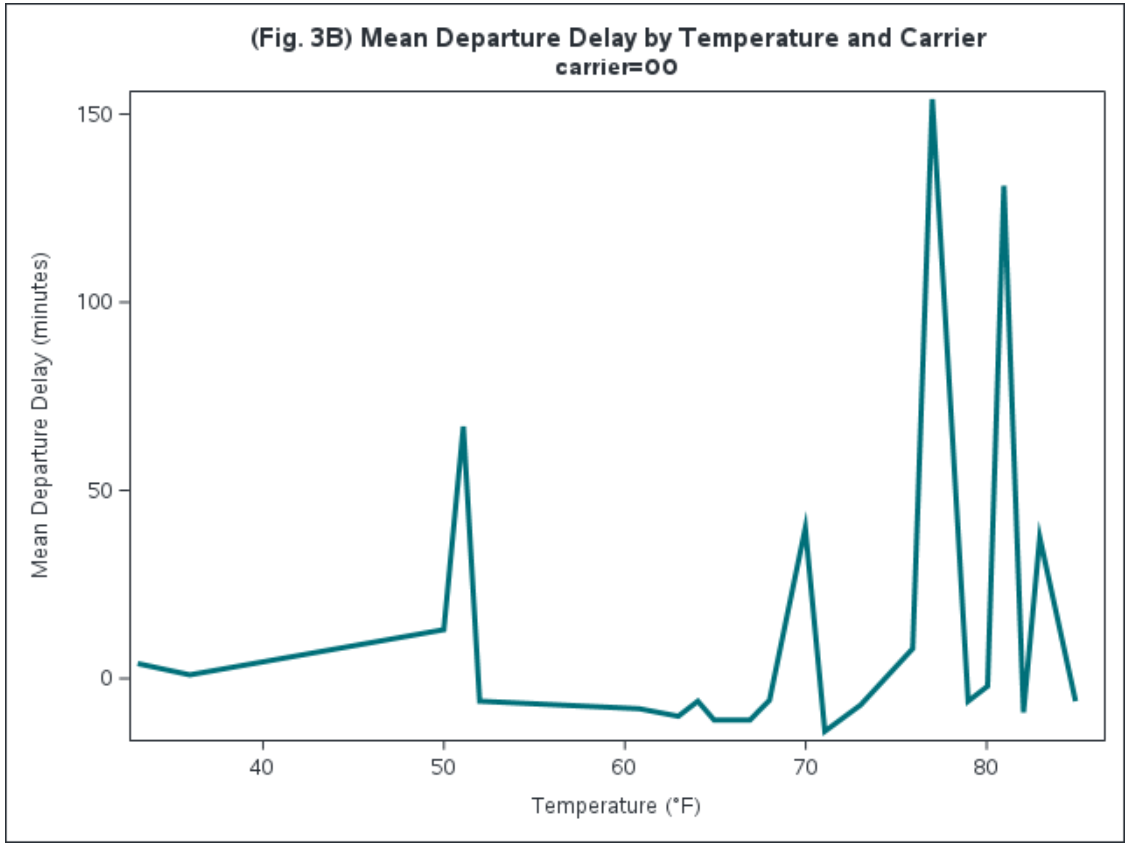 (Fig. 3B) Mean Departure Delay by Temperature and Carrier
carrier=OO
150
100
50
0
Mean Departure Delay (minutes)
40 50 60 70 80
Temperature (°F)